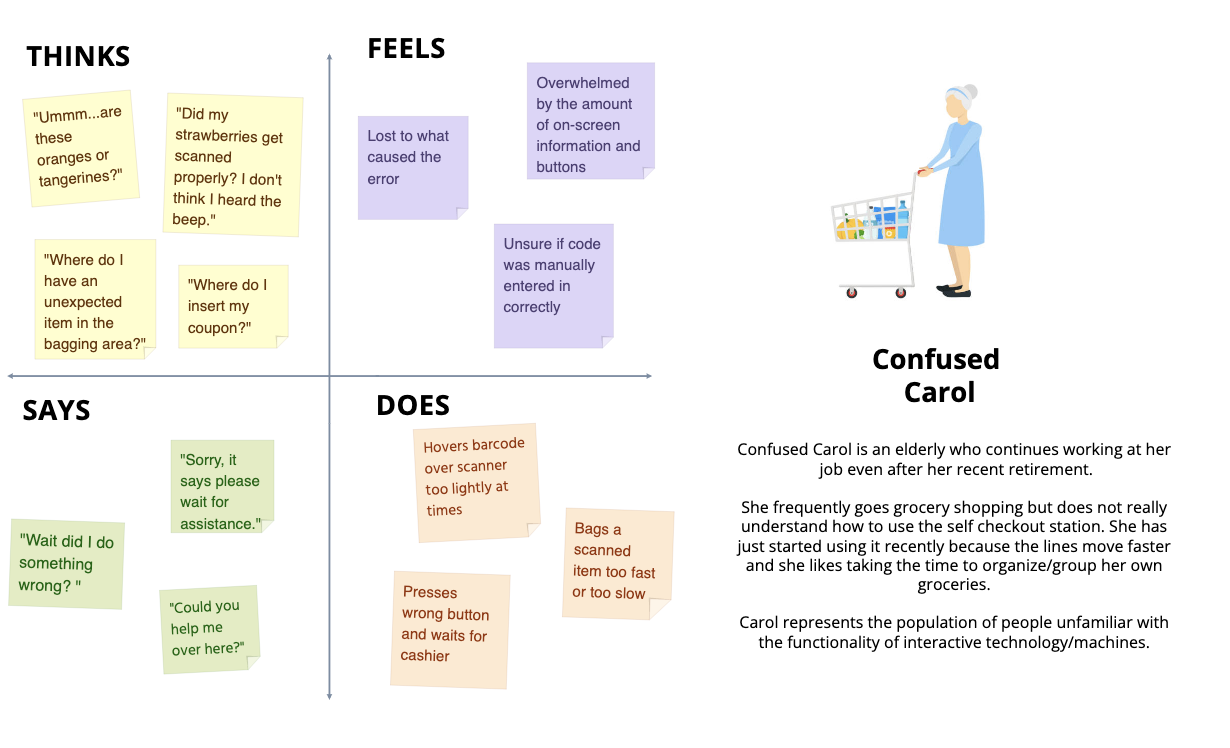 THINKS
"Ummm...are
these
oranges or
tangerines?"
"Did my
strawberries get
scanned
properly? I don't
think I heard the
beep."
"Where do I
have an
unexpected
item in the
bagging area?"
"Where do I
insert my
coupon?"
FEELS
Lost to what
caused the
error
Overwhelmed
by the amount
of on-screen
information and
buttons
Unsure if code
was manually
entered in
correctly
SAYS
"Sorry, it
says please
wait for
assistance."
"Wait did I do
something
wrong? "
"Could you
help me
over here?"
DOES
Hovers barcode
over scanner
too lightly at
times
Bags a
scanned
item too fast
or too slow
Presses
wrong button
and waits for
cashier
Confused
Carol
Confused Carol is an elderly who continues working at her
job even after her recent retirement.
She frequently goes grocery shopping but does not really
understand how to use the self checkout station. She has
just started using it recently because the lines move faster
and she likes taking the time to organize/group her own
groceries.
Carol represents the population of people unfamiliar with
the functionality of interactive technology/machines.